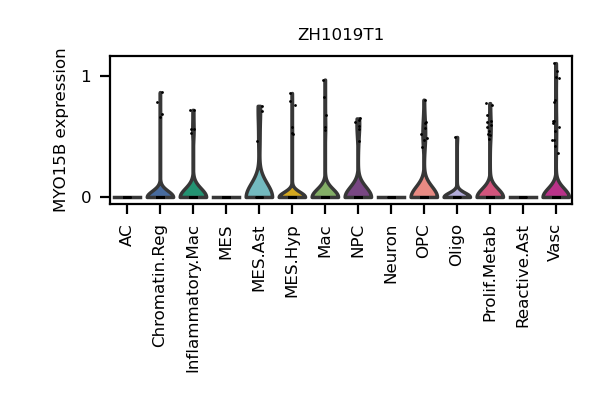 ZH1019T1
MYO15B expression
1
0
AC
Chromatin.Reg
Inflammatory.Mac
MES
MES.Ast
MES.Hyp
Mac
NPC
Neuron
OPC
Oligo
Prolif.Metab
Reactive.Ast
Vasc